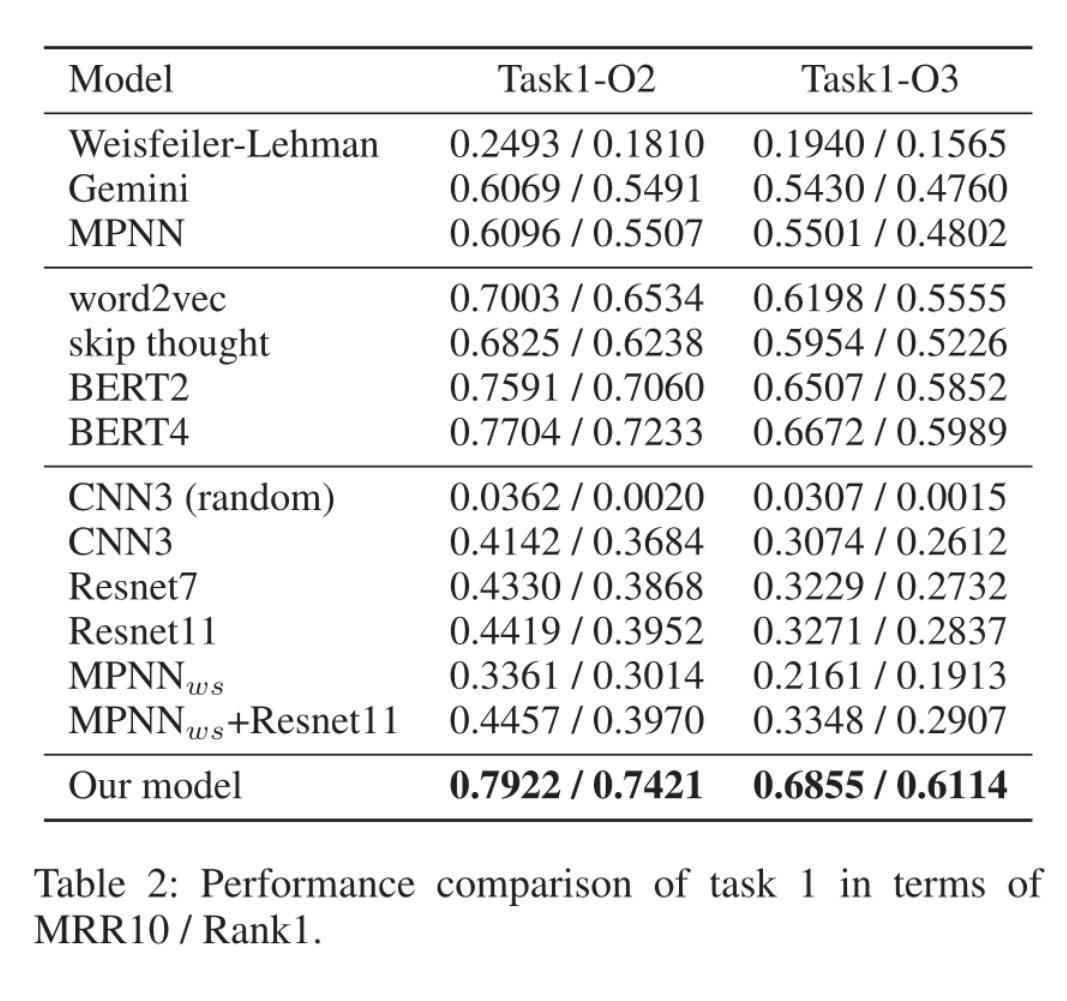 Model Task1-O2 Task1-O3
Weisfeiler-Lehman 0.2493 / 0.1810 0.1940 / 0.1565
Gemini 0.6069 / 0.5491 0.5430 / 0.4760
MPNN 0.6096 / 0.5507 0.5501 / 0.4802
word2vec 0.7003 / 0.6534 0.6198 / 0.5555
skip thought 0.6825 / 0.6238 0.5954 / 0.5226
BERT2 0.7591 / 0.7060 0.6507 / 0.5852
BERT4 0.7704 / 0.7233 0.6672 / 0.5989
CNN3 (random) 0.0362 / 0.0020 0.0307 / 0.0015
CNN3 0.4142 / 0.3684 0.3074 / 0.2612
Resnet7 0.4330 / 0.3868 0.3229 / 0.2732
Resnet11 0.4419 / 0.3952 0.3271 / 0.2837
MPNNws 0.3361 / 0.3014 0.2161 / 0.1913
MPNNws+Resnet11 0.4457 / 0.3970 0.3348 / 0.2907
Our model 0.7922 / 0.7421 0.6855 / 0.6114
Table 2: Performance comparison of task 1 in terms of
MRR10 / Rank1.